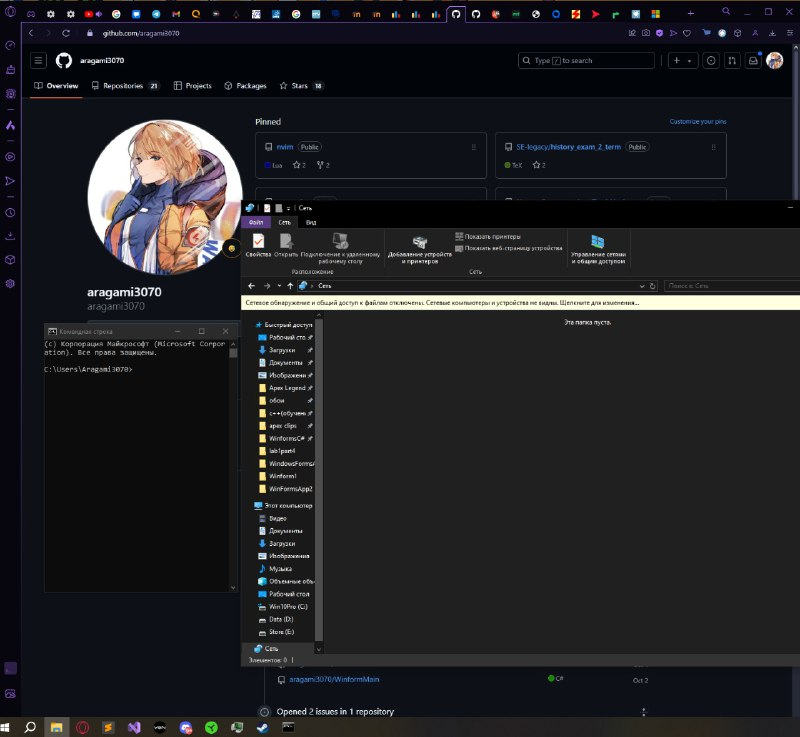 github.com/aragami3070
aragami3070
Type / to search
Overview
Repositories 21
Projects
Packages
Stars 18
Pinned
Customize your pins
nvim Public
Lua 2 2
SE-legacy/history_exam_2_term Public
TeX 2
aragami3070
aragami3070
Командная строка
(c) Корпорация Майкрософт (Microsoft Corpor
ation). Все права защищены.
C:\Users\Aragami3070>
Сеть
Файл Сеть Вид
Свойства Открыть Подключение к удаленному
рабочему столу
Расположение
Добавление устройств
и принтеров
Показать принтеры
Показать веб-страницу устройства
Сеть
Управление сетями
и общим доступом
Сеть
Поиск в: Сеть
Сетевое обнаружение и общий доступ к файлам отключены. Сетевые компьютеры и устройства не видны. Щелкните для изменения...
Эта папка пуста.
Быстрый доступ
Рабочий сто
Загрузки
Документы
Изображени
Apex Legend
обои
с++(обучени
apex clips
WinformsC#
lab1part4
WindowsFormsA
Winform1
WinFormsApp2
Этот компьютер
Видео
Документы
Загрузки
Изображения
Музыка
Объемные объ
Рабочий стол
Win10Pro (C:)
Data (D:)
Store (E:)
Сеть
Элементов: 0
aragami3070/WinformMain
C#
Oct 2
Opened 2 issues in 1 repository